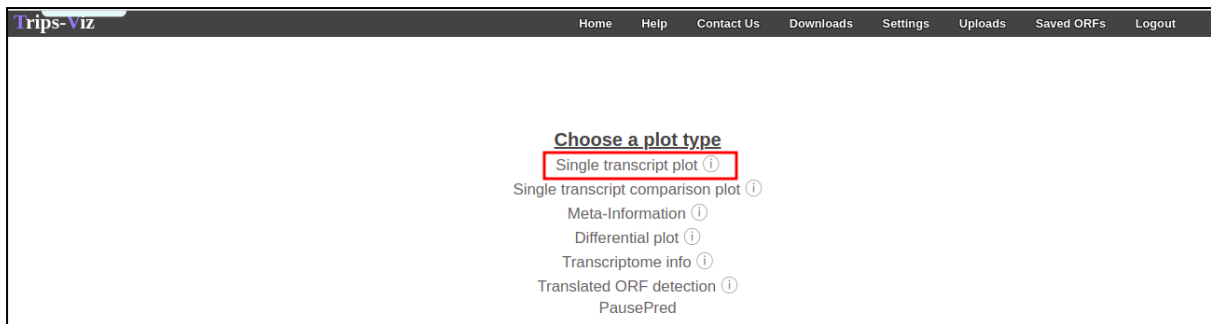 Trips-Viz Home Help Contact Us Downloads Settings Uploads Saved ORFs Logout
Choose a plot type
Single transcript plot i
Single transcript comparison plot i
Meta-Information i
Differential plot i
Transcriptome info i
Translated ORF detection i
PausePred